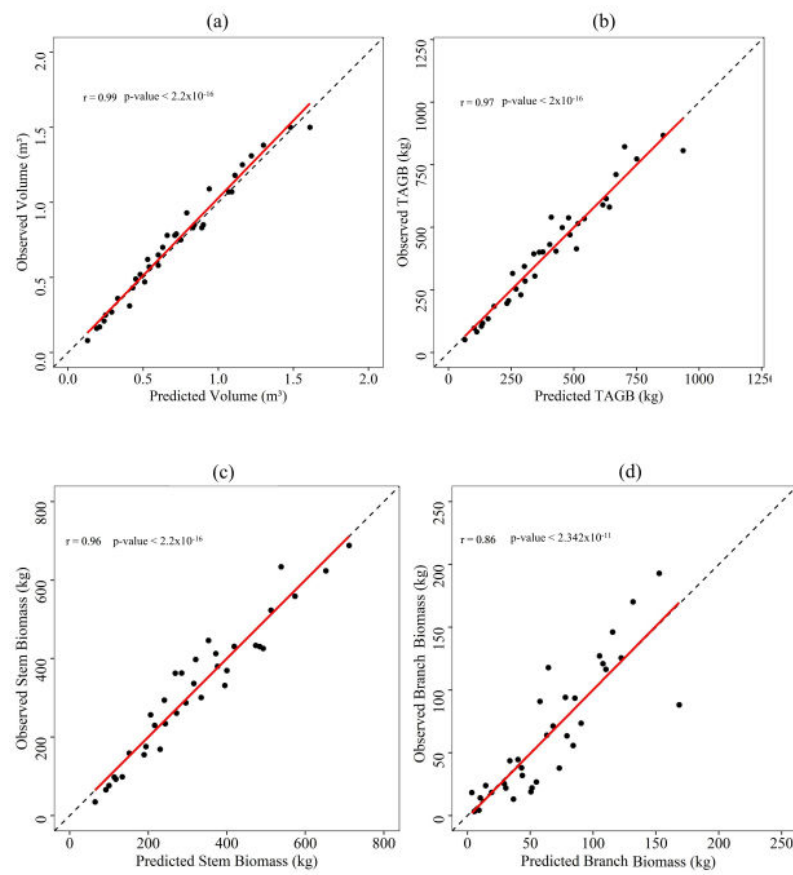 (a)
2.0
1.5
1.0
0.5
0.0
Observed Volume (m³)
r = 0.99 p-value < 2.2x10⁻¹⁶
0.0 0.5 1.0 1.5 2.0
Predicted Volume (m³)
(b)
1250
1000
750
500
250
0
Observed TAGB (kg)
r = 0.97 p-value < 2x10⁻¹⁶
0 250 500 750 1000 125
Predicted TAGB (kg)
(c)
800
600
400
200
0
Observed Stem Biomass (kg)
r = 0.96 p-value < 2.2x10⁻¹⁶
0 200 400 600 800
Predicted Stem Biomass (kg)
(d)
250
200
150
100
50
0
Observed Branch Biomass (kg)
r = 0.86 p-value < 2.342x10⁻¹¹
0 50 100 150 200 250
Predicted Branch Biomass (kg)